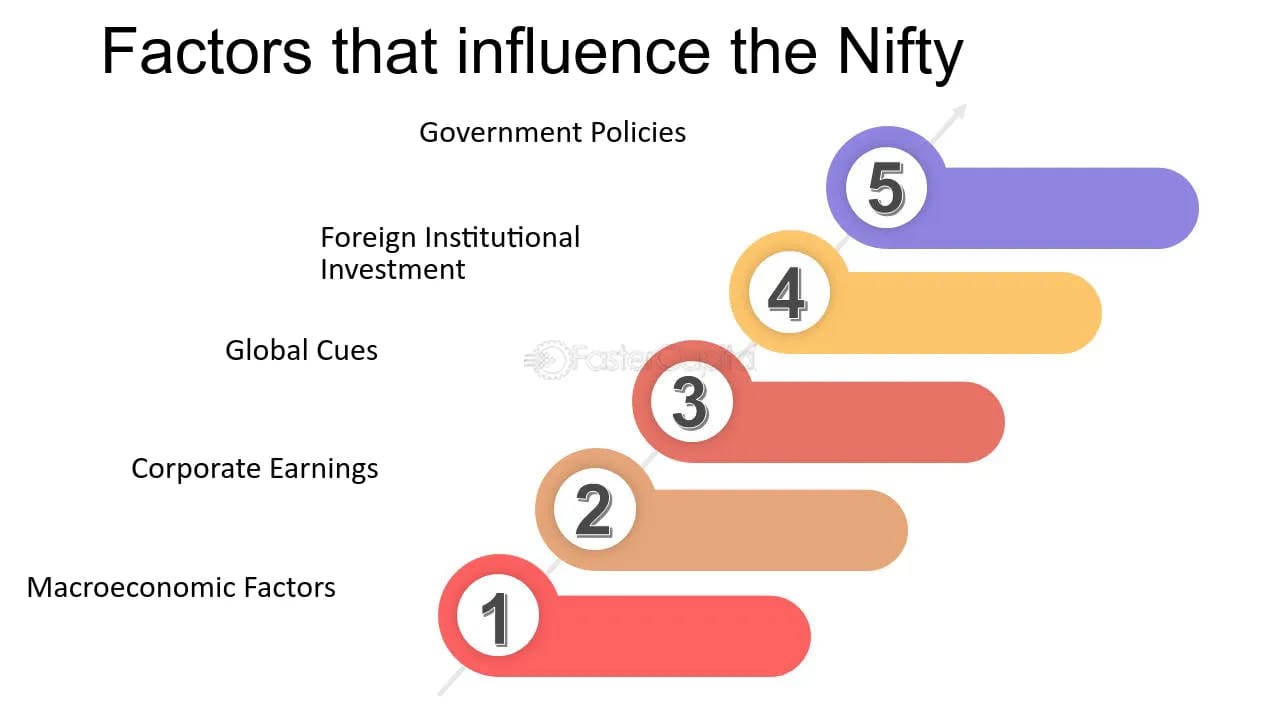 Factors that influence the Nifty
Government Policies
5
Foreign Institutional
Investment
4
Global Cues
FasterCapital
3
Corporate Earnings
2
Macroeconomic Factors
1